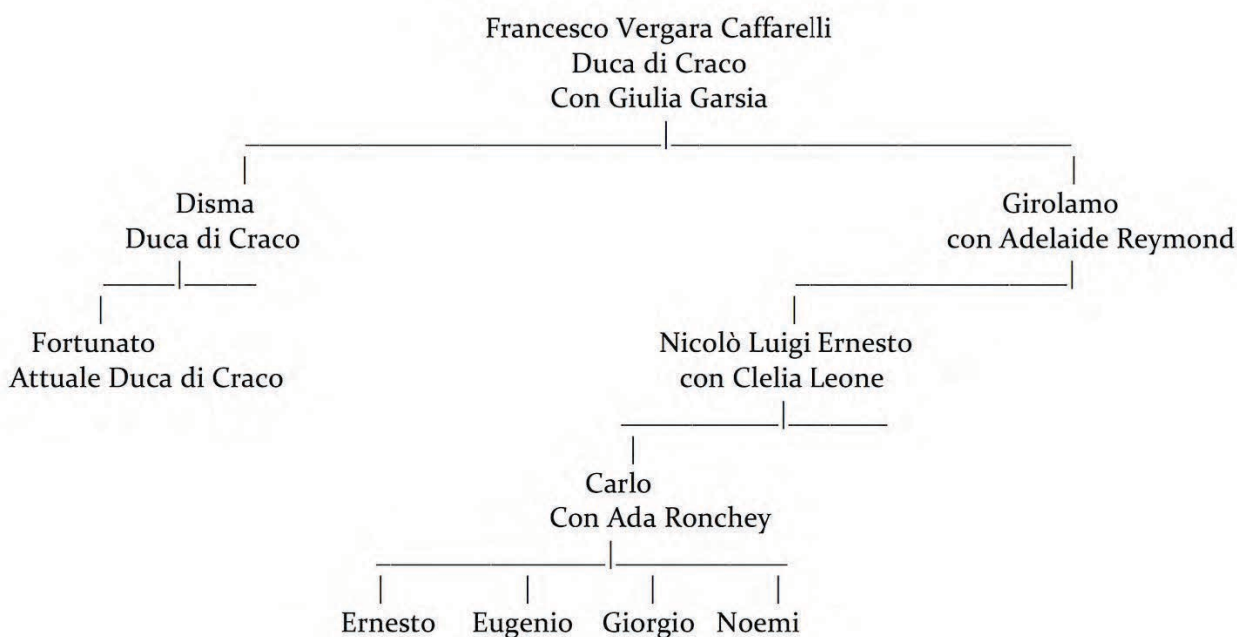 Francesco Vergara Caffarelli
Duca di Craco
Con Giulia Garsia
Disma
Duca di Craco
Girolamo
con Adelaide Reymond
Fortunato
Attuale Duca di Craco
Nicolò Luigi Ernesto
con Clelia Leone
Carlo
Con Ada Ronchey
Ernesto Eugenio Giorgio Noemi